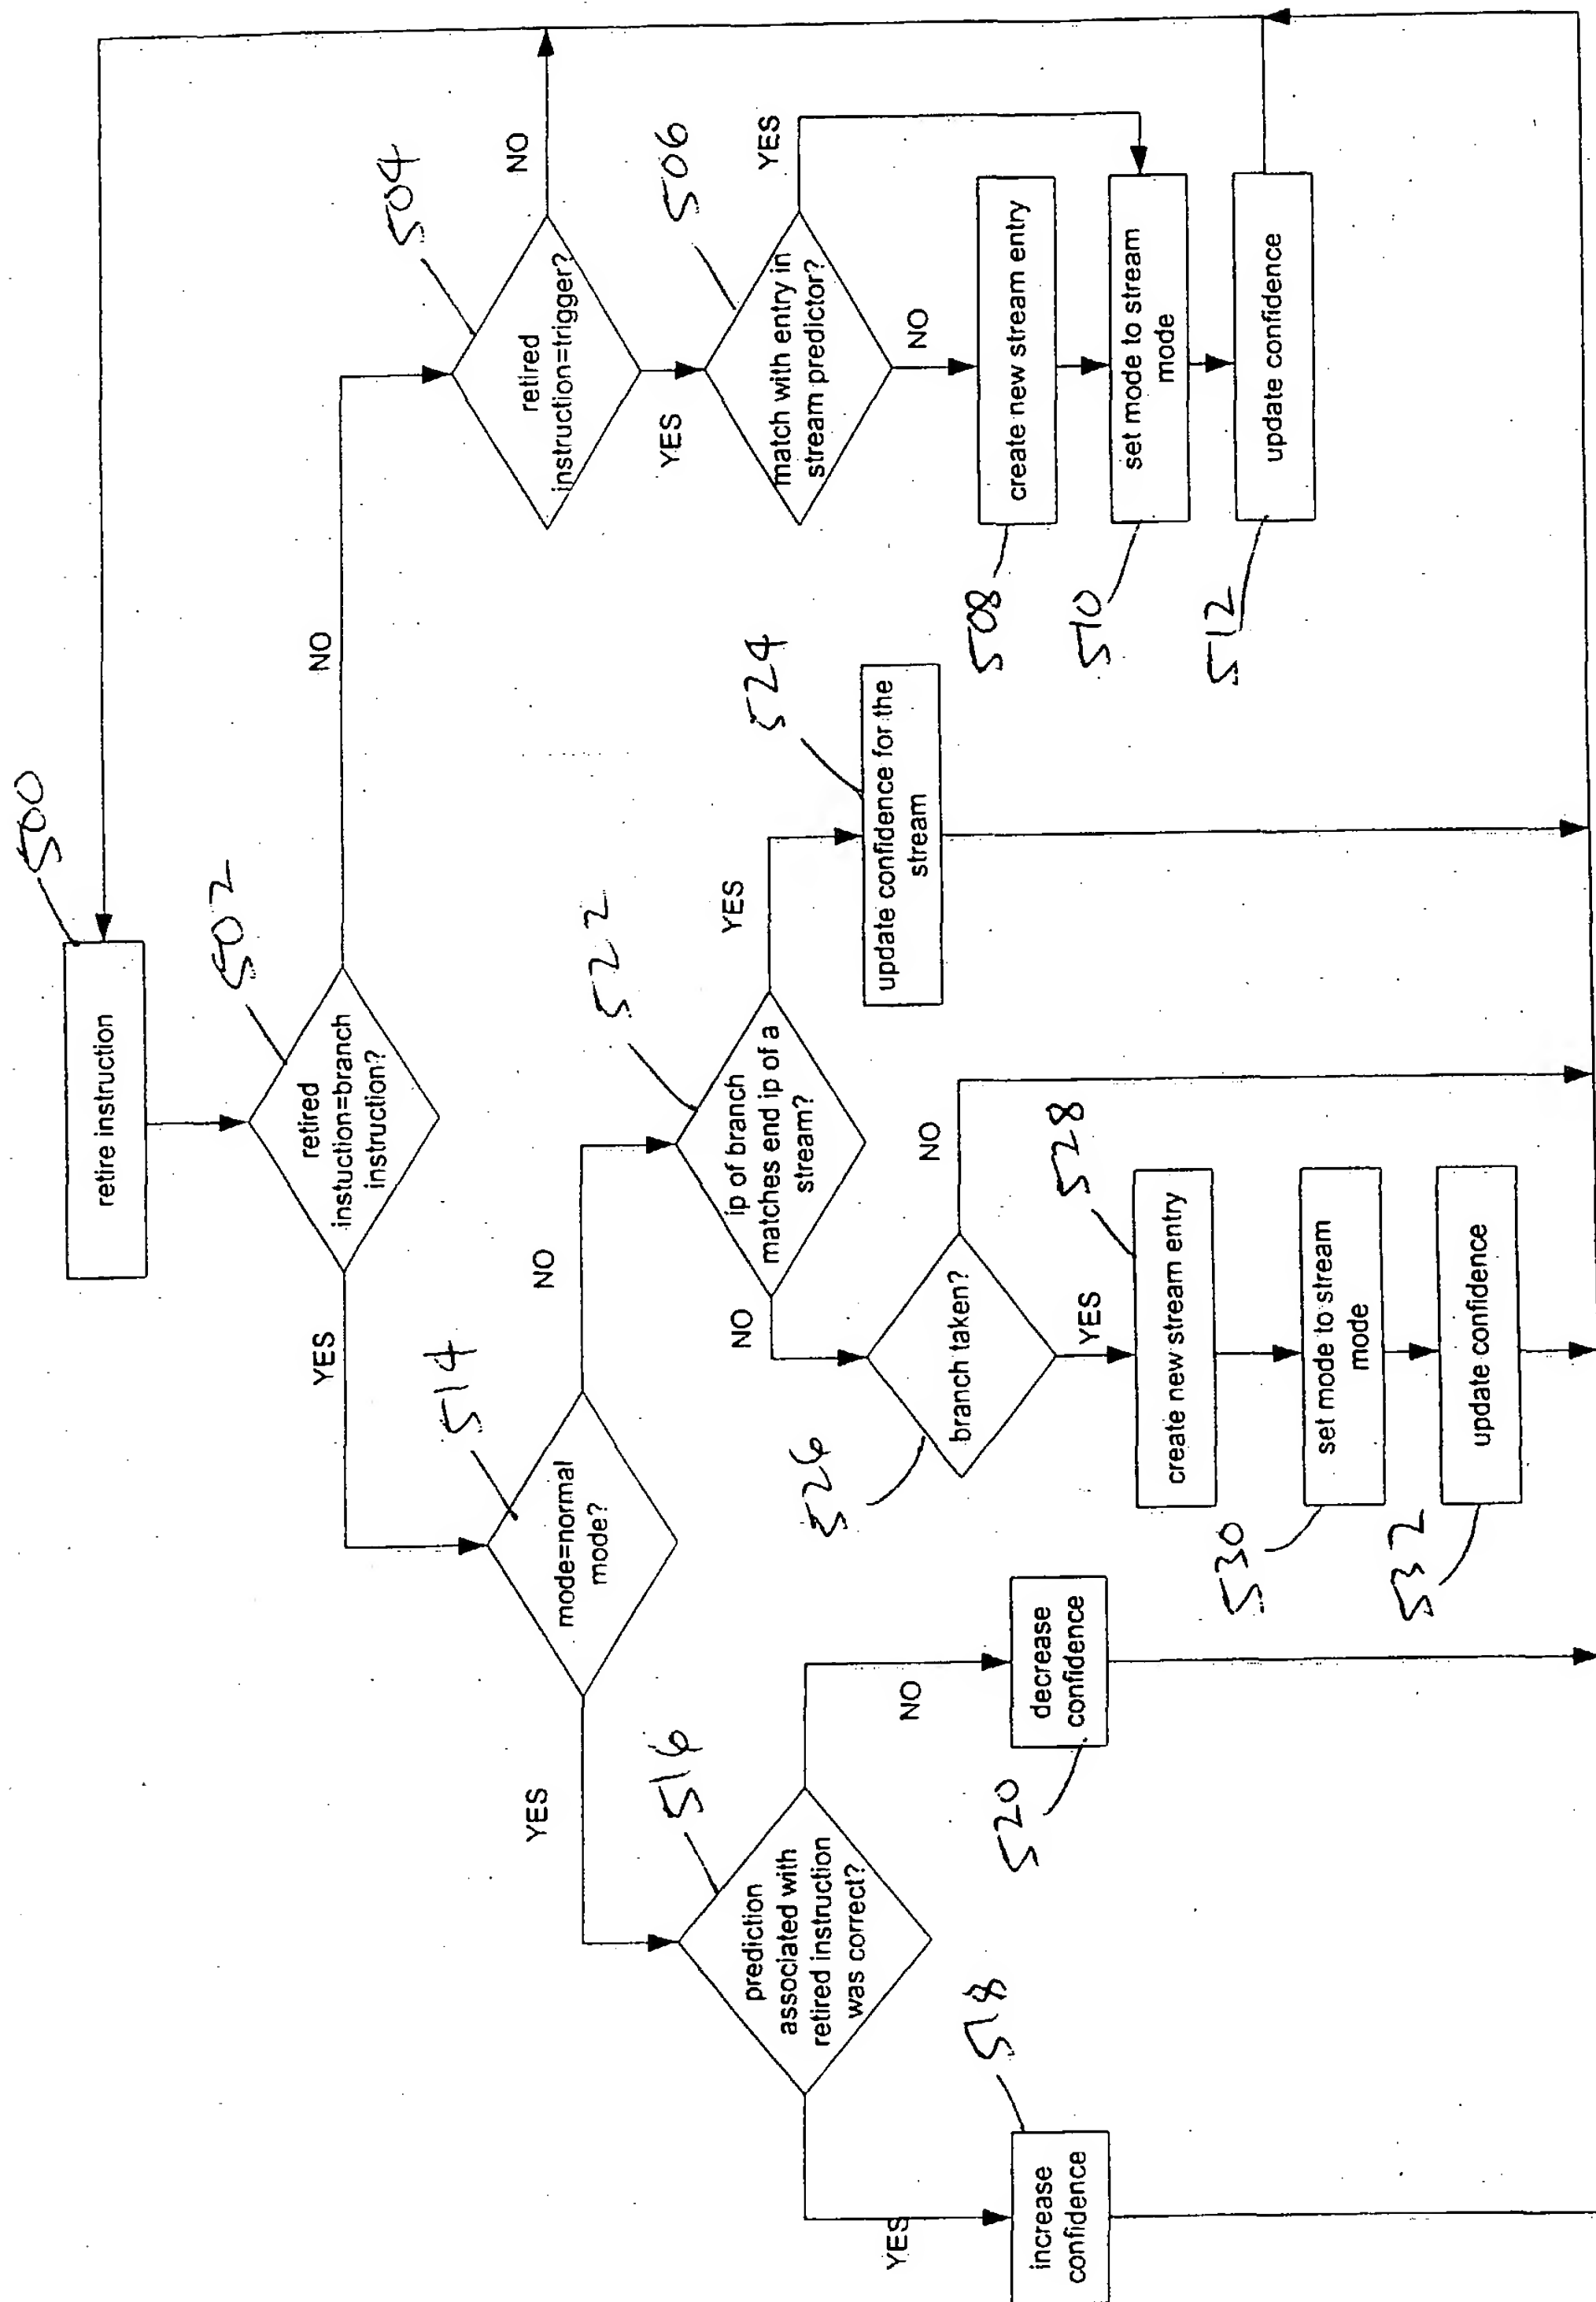 500
retire instruction
502
retired
instuction=branch
instruction?
YES
NO
504
retired
instruction=trigger?
NO
YES
506
match with entry in
stream predictor?
YES
NO
508
create new stream entry
510
set mode to stream
mode
512
update confidence
514
mode=normal
mode?
YES
NO
516
prediction
associated with
retired instruction
was correct?
YES
NO
518
increase
confidence
520
decrease
confidence
522
ip of branch
matches end ip of a
stream?
YES
NO
524
update confidence for the
stream
526
branch taken?
NO
YES
528
create new stream entry
530
set mode to stream
mode
532
update confidence